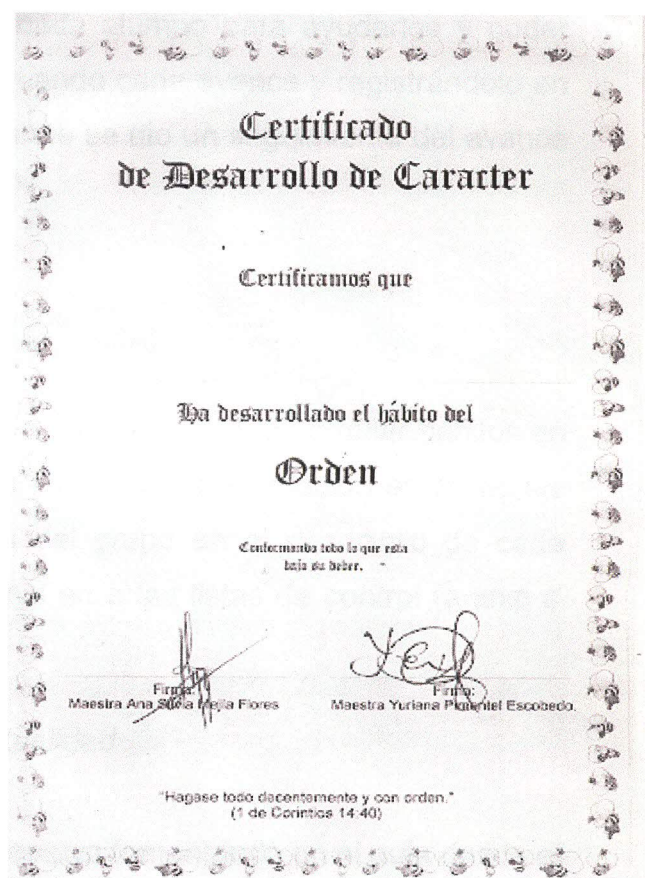 Certificado
de Desarrollo de Caracter
Certificamos que
Ha desarrollado el hábito del
Orden
Conformando todo lo que esta
bajo su deber.
Firma:
Maestra Ana Silvia Mejia Flores
Firma:
Maestra Yuriana Pimentel Escobedo.
"Hagase todo decentemente y con orden."
(1 de Corintios 14:40)